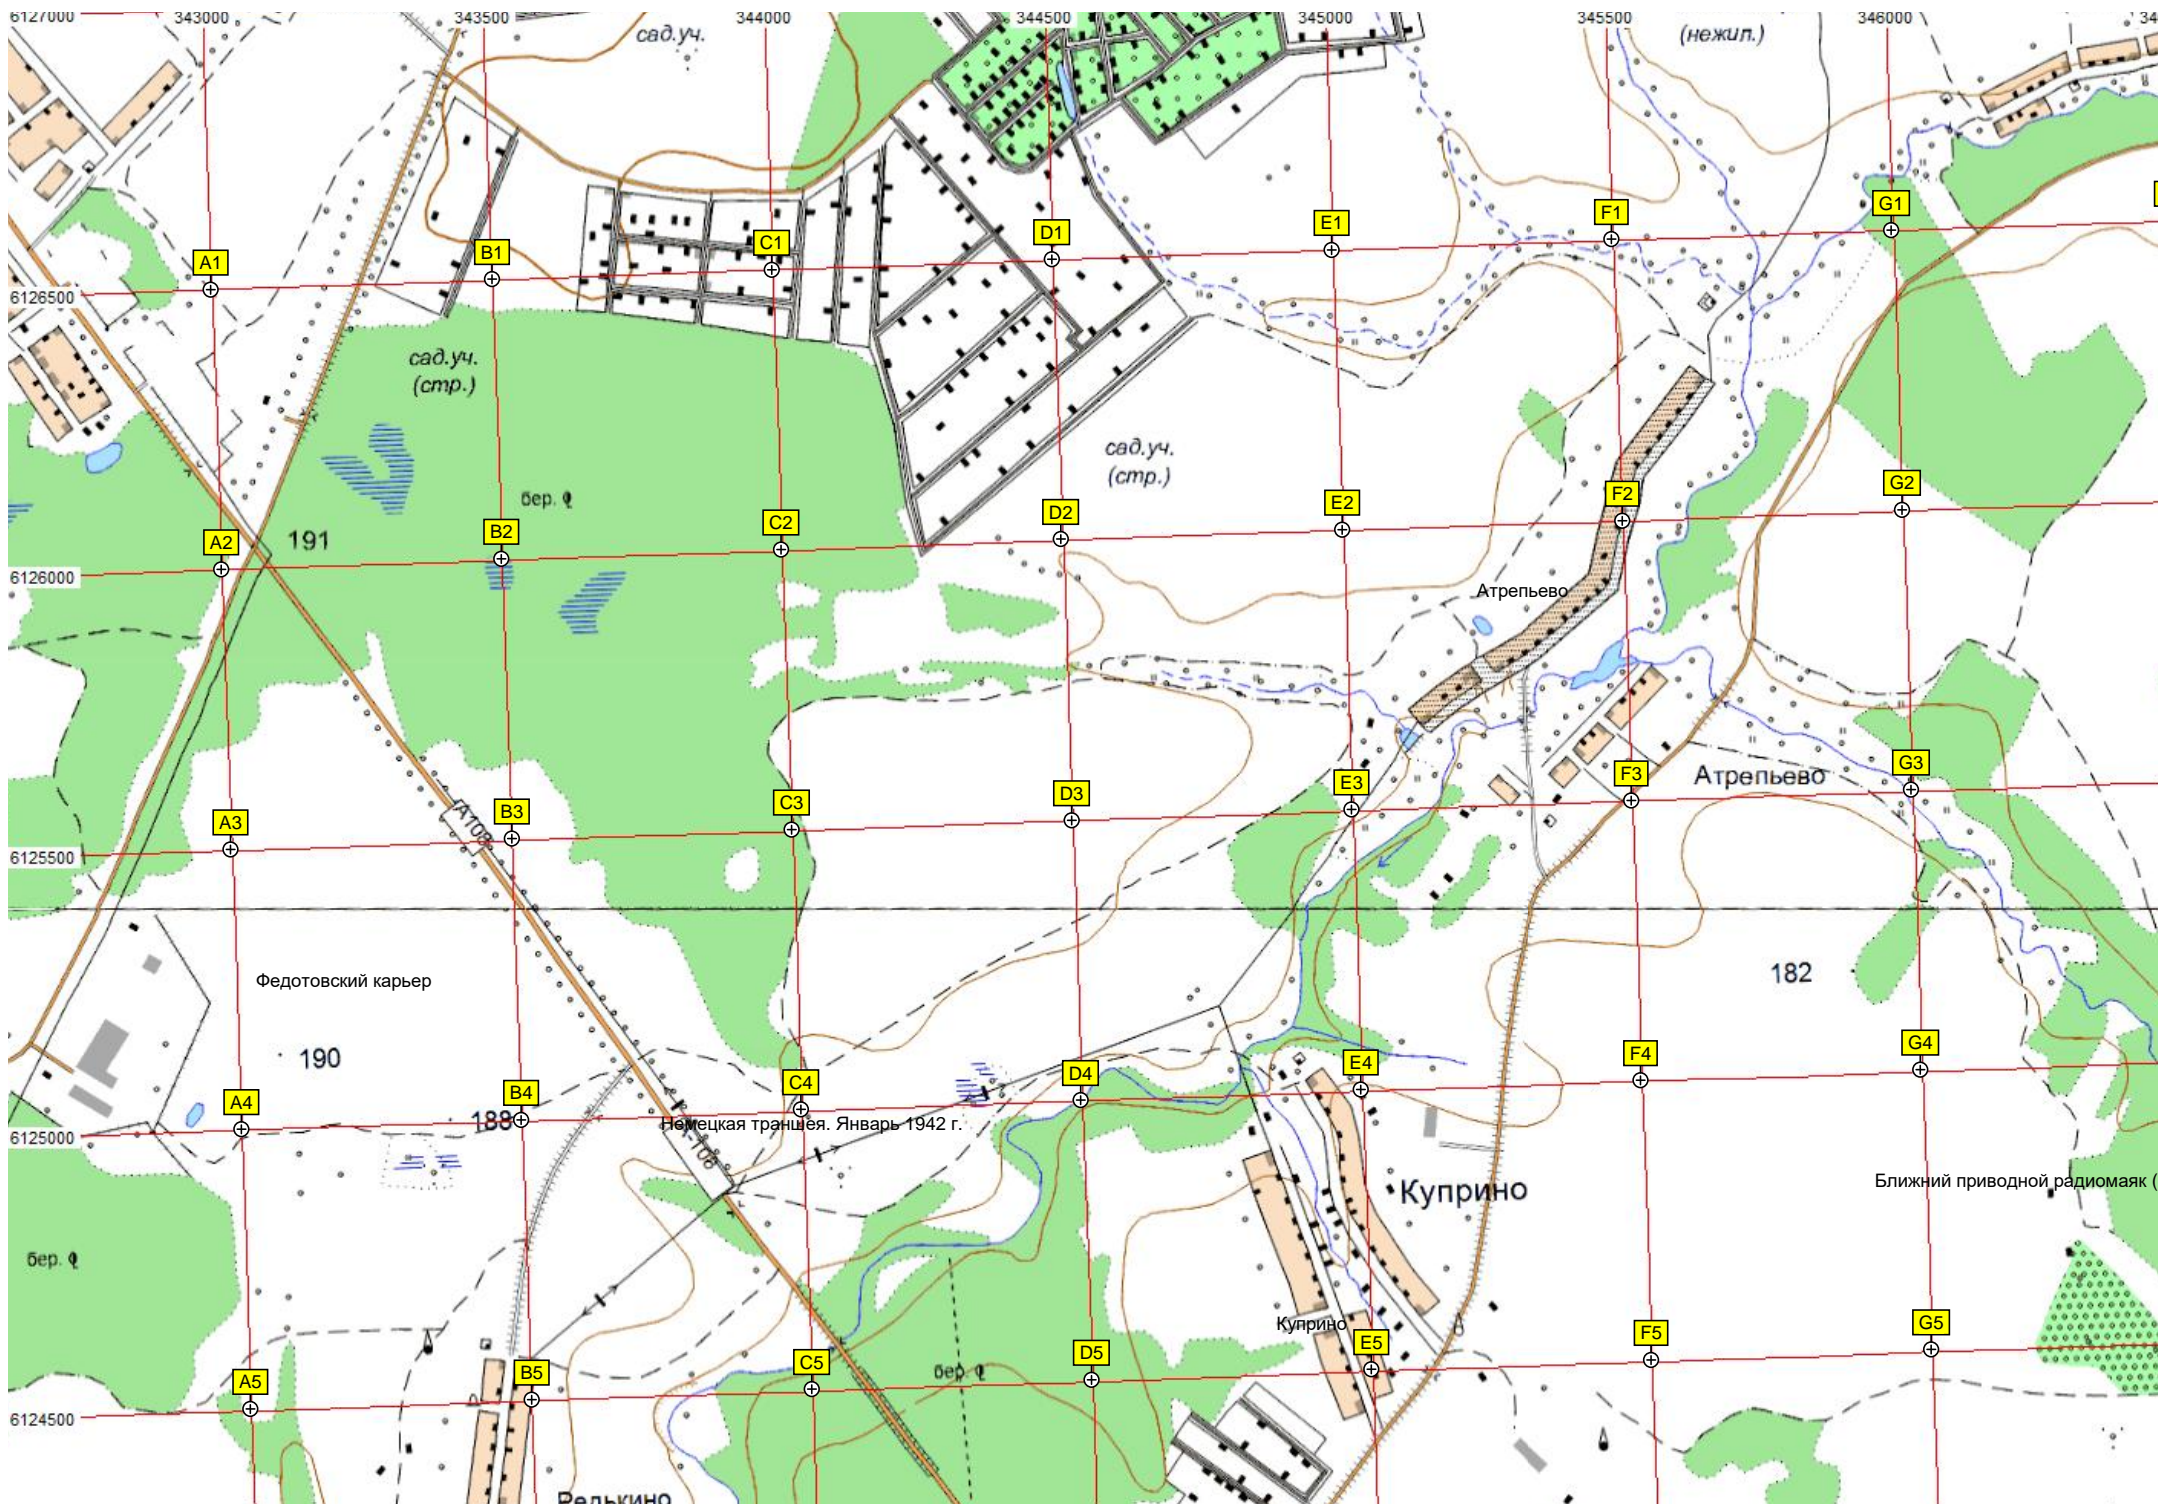 6127000 343000 343500 344000 344500 345000 345500 346000
сад.уч.
(нежил.)
G1
F1
E1
D1
C1
B1
A1
6126500
сад.уч.
(стр.)
сад.уч.
(стр.)
G2
F2
E2
бер.
D2
C2
B2
191
A2
6126000
Атрепьево
G3
F3
Атрепьево
E3
D3
C3
B3
A108
A3
6125500
182
Федотовский карьер
190
G4
F4
E4
D4
C4
B4
A4
188
Немецкая траншея. Январь 1942 г.
6125000
Ближний приводной радиомаяк (
Куприно
бер.
Куприно
G5
F5
E5
D5
C5
бер.
B5
A5
6124500
Редькино